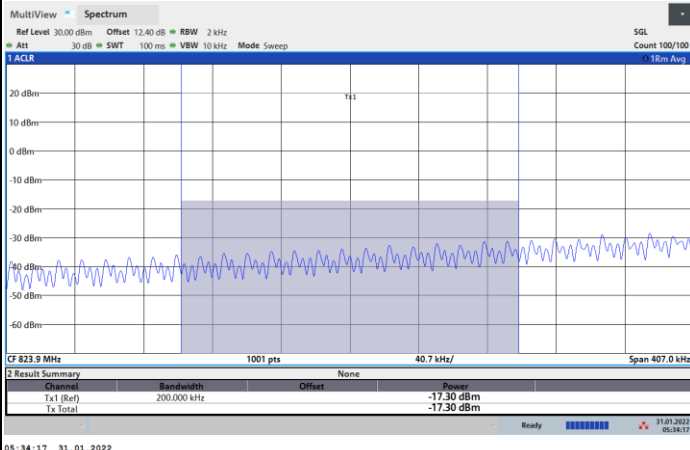 MultiView Spectrum
Ref Level 30.00 dBm Offset 12.40 dB RBW 2 kHz SGL
Att 30 dB SWT 100 ms VBW 10 kHz Mode Sweep Count 100/100
1 ACLR 1Rm Avg
Tx1
20 dBm
10 dBm
0 dBm
-10 dBm
-20 dBm
-30 dBm
-40 dBm
-50 dBm
-60 dBm
CF 823.9 MHz 1001 pts 40.7 kHz/ Span 407.0 kHz
2 Result Summary None
Channel Bandwidth Offset Power
Tx1 (Ref) 200.000 kHz -17.30 dBm
Tx Total -17.30 dBm
Ready 31.01.2022
05:34:17
05:34:17 31.01.2022